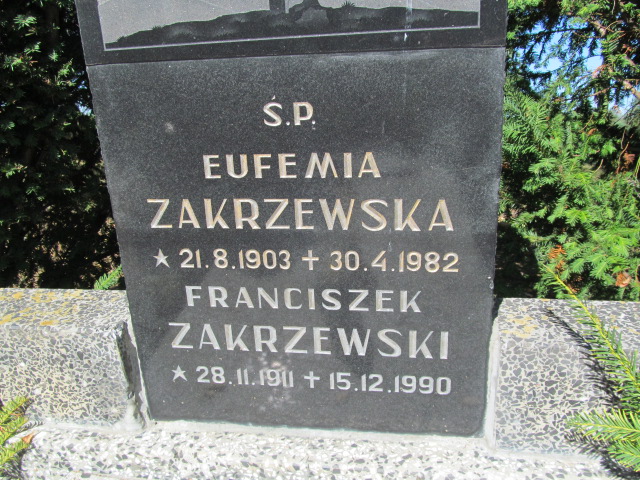 Ś.P.
EUFEMIA
ZAKRZEWSKA
* 21.8.1903 + 30.4.1982
FRANCISZEK
ZAKRZEWSKI
* 28.11.1911 + 15.12.1990